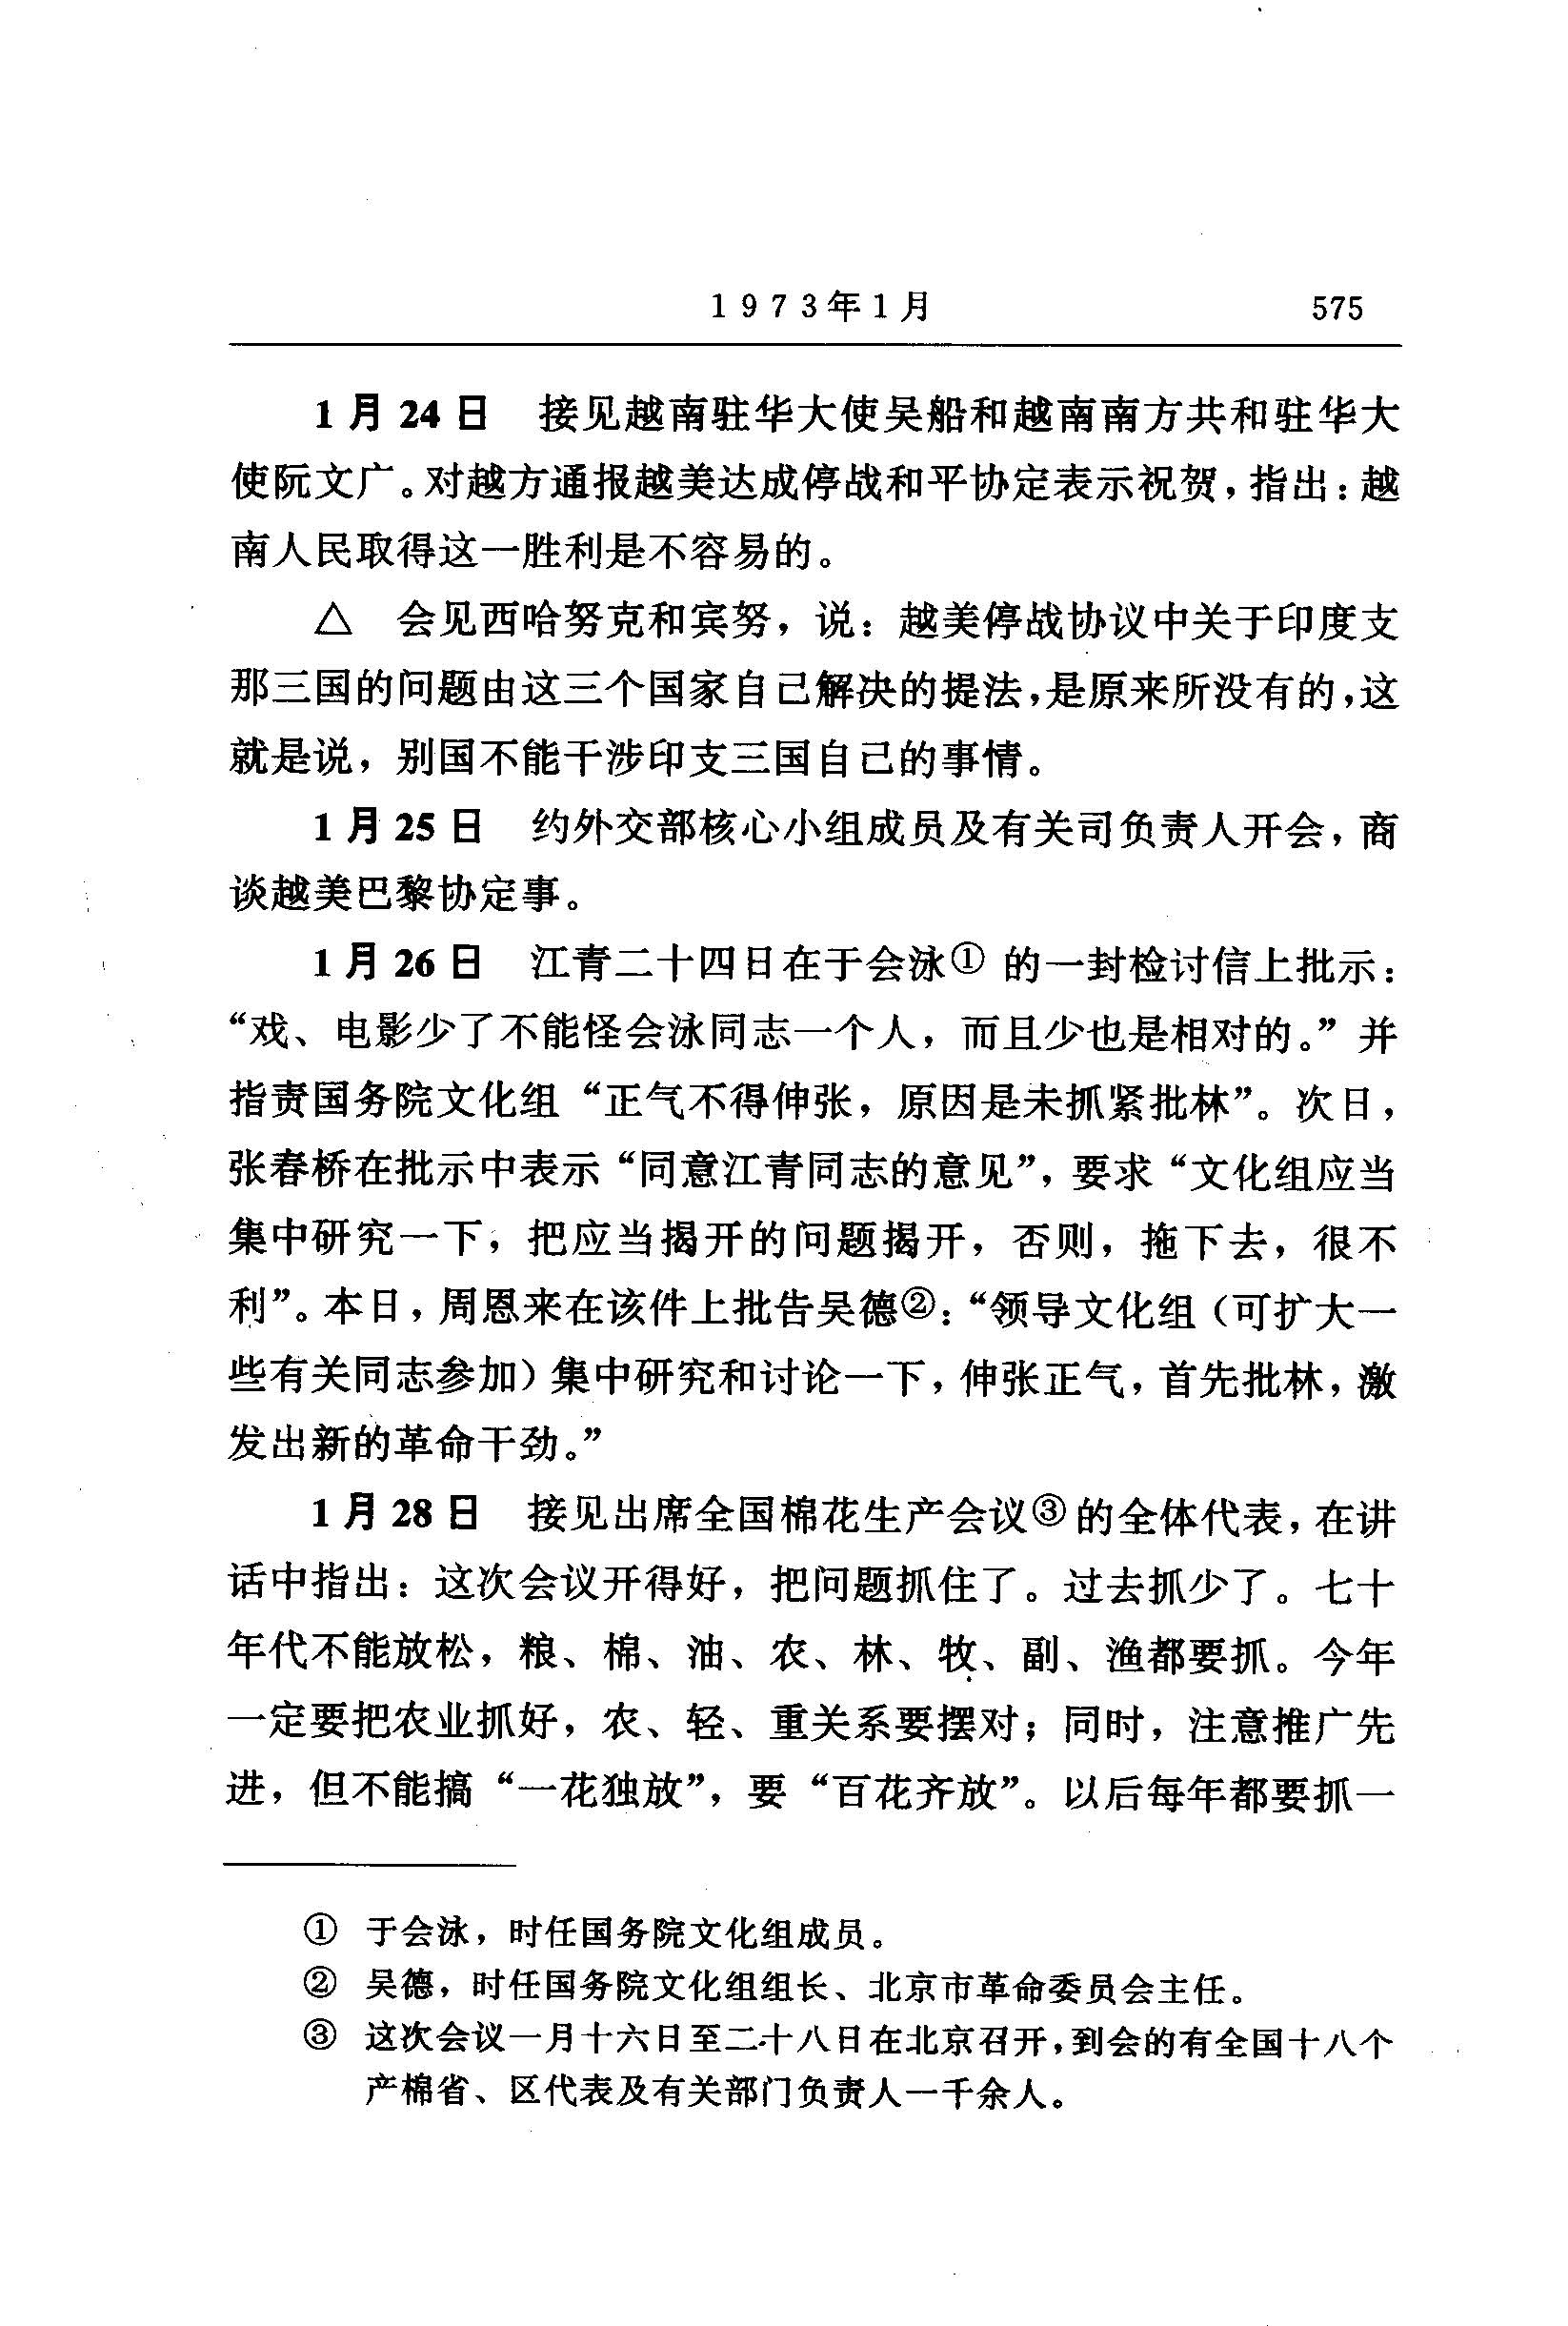 1973年1月 575
1月24日 接见越南驻华大使吴船和越南南方共和驻华大
使阮文广。对越方通报越美达成停战和平协定表示祝贺，指出：越
南人民取得这一胜利是不容易的。
△ 会见西哈努克和宾努，说：越美停战协议中关于印度支
那三国的问题由这三个国家自己解决的提法，是原来所没有的，这
就是说，别国不能干涉印支三国自己的事情。
1月25日 约外交部核心小组成员及有关司负责人开会，商
谈越美巴黎协定事。
1月26日 江青二十四日在于会泳①的一封检讨信上批示：
“戏、电影少了不能怪会泳同志一个人，而且少也是相对的。”并
指责国务院文化组“正气不得伸张，原因是未抓紧批林”。次日，
张春桥在批示中表示“同意江青同志的意见”，要求“文化组应当
集中研究一下，把应当揭开的问题揭开，否则，拖下去，很不
利”。本日，周恩来在该件上批告吴德②：“领导文化组（可扩大一
些有关同志参加）集中研究和讨论一下，伸张正气，首先批林，激
发出新的革命干劲。”
1月28日 接见出席全国棉花生产会议③的全体代表，在讲
话中指出：这次会议开得好，把问题抓住了。过去抓少了。七十
年代不能放松，粮、棉、油、农、林、牧、副、渔都要抓。今年
一定要把农业抓好，农、轻、重关系要摆对；同时，注意推广先
进，但不能搞“一花独放”，要“百花齐放”。以后每年都要抓一
① 于会泳，时任国务院文化组成员。
② 吴德，时任国务院文化组组长、北京市革命委员会主任。
③ 这次会议一月十六日至二十八日在北京召开，到会的有全国十八个
产棉省、区代表及有关部门负责人一千余人。